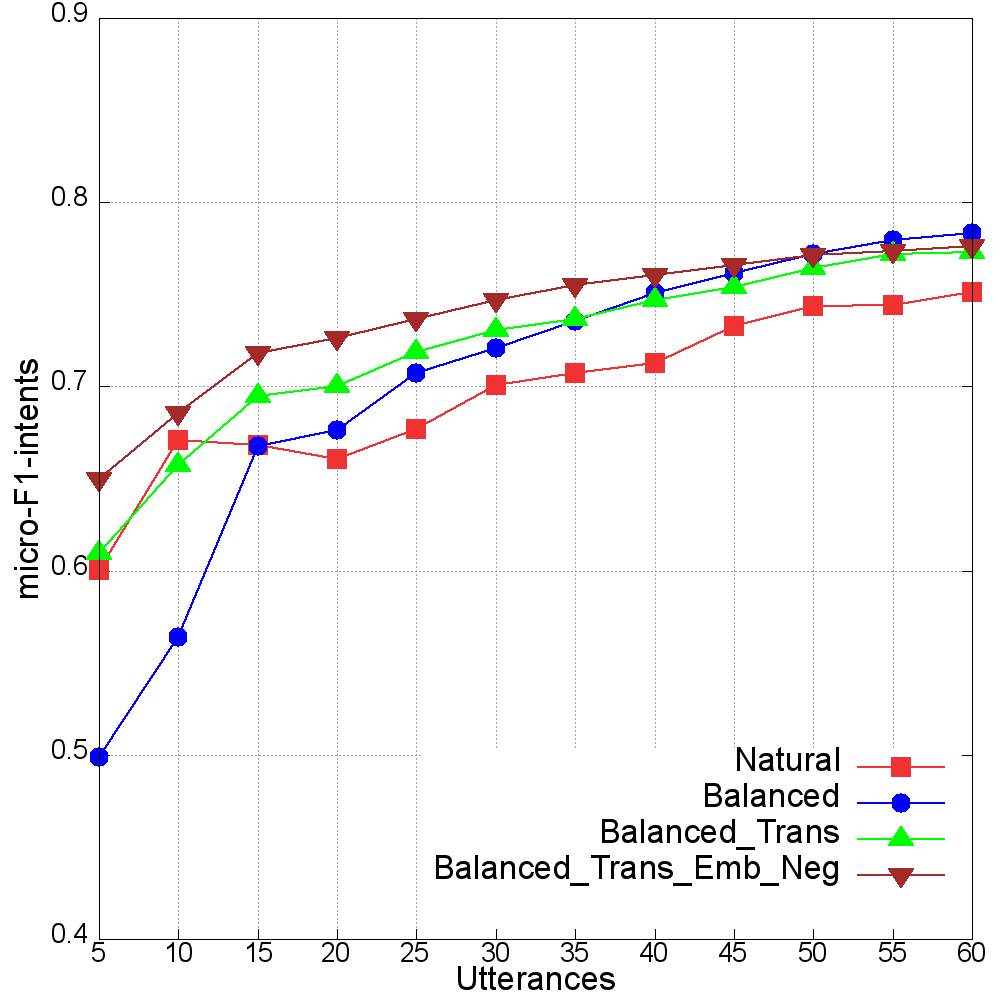 0.9
0.8
0.7
0.6
0.5
0.4
micro-F1-intents
Natural
Balanced
Balanced_Trans
Balanced_Trans_Emb_Neg
5 10 15 20 25 30 35 40 45 50 55 60
Utterances